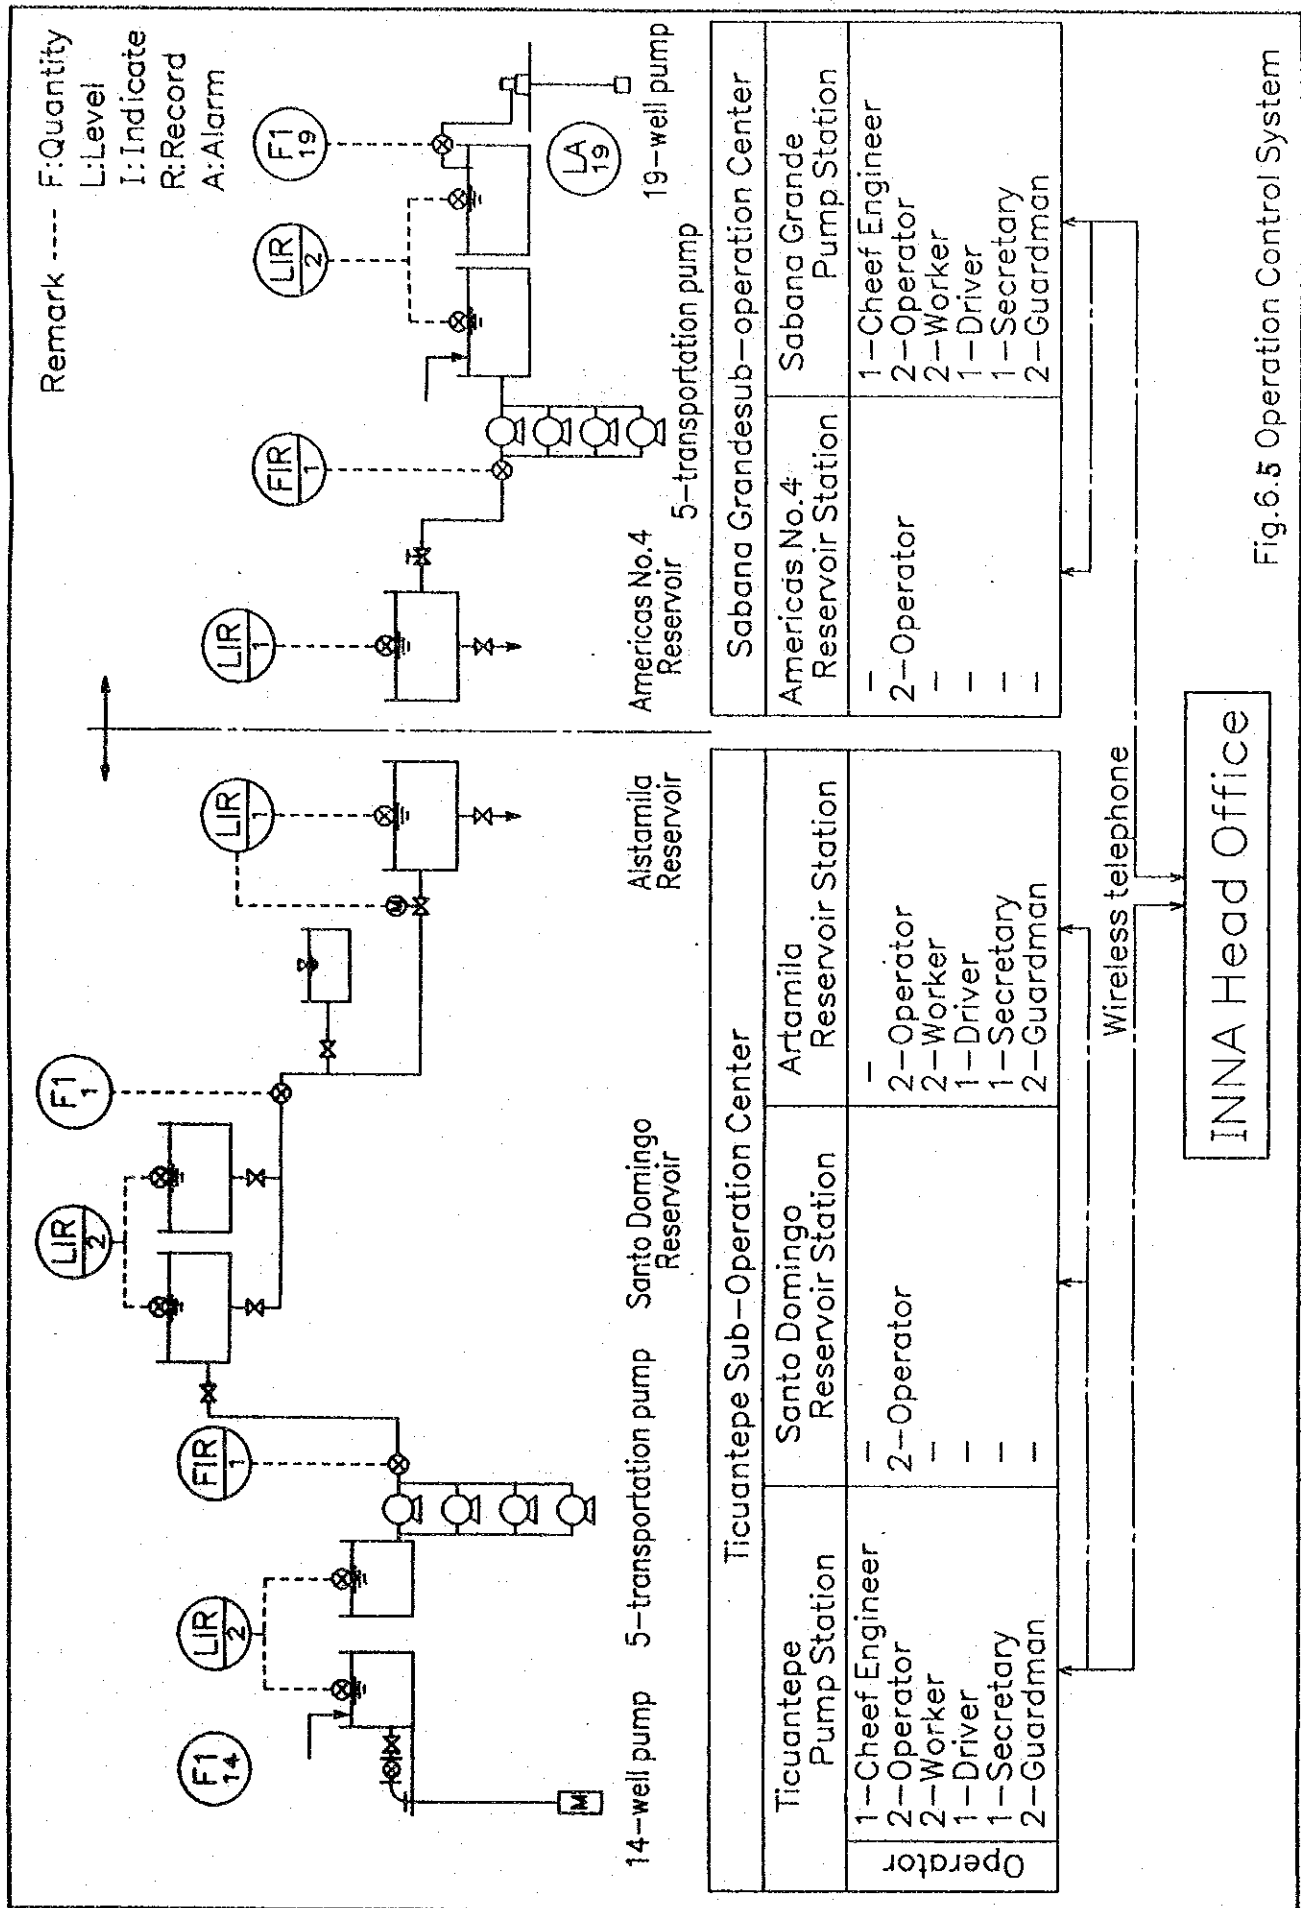 Remark ---- F:Quantity
L:Level
I:Indicate
R:Record
A:Alarm
F1
14
LIR
2
FIR
1
LIR
2
F1
1
LIR
1
LIR
1
FIR
1
LIR
2
F1
19
LA
19
M
M
14-well pump
5-transportation pump
Santo Domingo
Reservoir
Alstamila
Reservoir
Americas No.4
Reservoir
5-transportation pump
19-well pump
Ticuantepe Sub-Operation Center
Ticuantepe
Pump Station
Santo Domingo
Reservoir Station
Artamila
Reservoir Station
Operator
1-Cheef Engineer
2-Operator
2-Worker
1-Driver
1-Secretary
2-Guardman
-
2-Operator
-
-
-
-
-
2-Operator
2-Worker
1-Driver
1-Secretary
2-Guardman
Sabana Grandesub-operation Center
Americas No.4
Reservoir Station
Sabana Grande
Pump Station
-
2-Operator
-
-
-
-
1-Cheef Engineer
2-Operator
2-Worker
1-Driver
1-Secretary
2-Guardman
Wireless telephone
INNA Head Office
Fig.6.5 Operation Control System